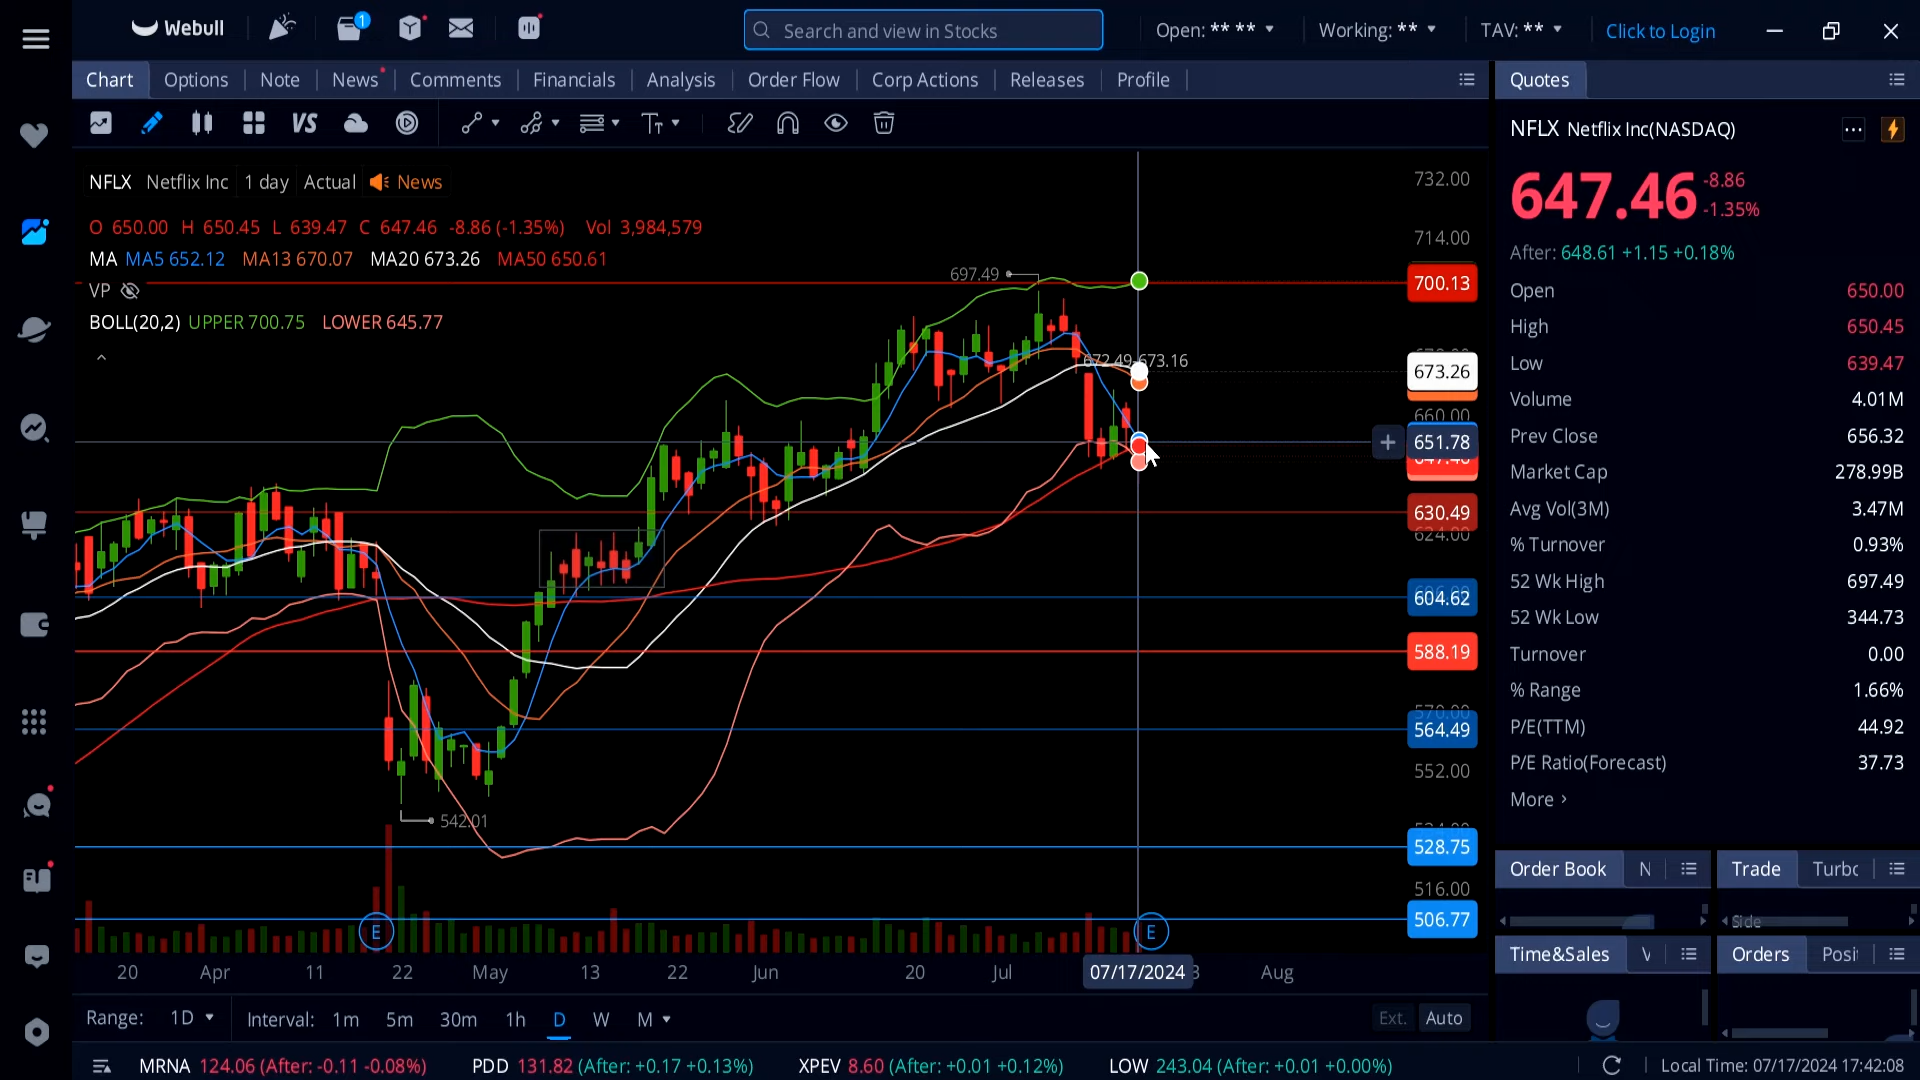 Webull
1
Search and view in Stocks
Open: ** **
Working: **
TAV: **
Click to Login
Chart
Options
Note
News
Comments
Financials
Analysis
Order Flow
Corp Actions
Releases
Profile
Quotes
VS
NFLX Netflix Inc 1 day Actual News
O 650.00 H 650.45 L 639.47 C 647.46 -8.86 (-1.35%) Vol 3,984,579
MA MA5 652.12 MA13 670.07 MA20 673.26 MA50 650.61
VP
BOLL(20,2) UPPER 700.75 LOWER 645.77
697.49
672.49-673.16
542.01
E
E
732.00
714.00
700.13
673.26
660.00
651.78
630.49
624.00
604.62
588.19
564.49
552.00
528.75
516.00
506.77
20
Apr
11
22
May
13
22
Jun
20
Jul
07/17/2024
Aug
Range: 1D
Interval: 1m 5m 30m 1h D W M
Ext.
Auto
NFLX Netflix Inc(NASDAQ)
647.46
-8.86
-1.35%
After: 648.61 +1.15 +0.18%
Open 650.00
High 650.45
Low 639.47
Volume 4.01M
Prev Close 656.32
Market Cap 278.99B
Avg Vol(3M) 3.47M
% Turnover 0.93%
52 Wk High 697.49
52 Wk Low 344.73
Turnover 0.00
% Range 1.66%
P/E(TTM) 44.92
P/E Ratio(Forecast) 37.73
More
Order Book
N
Trade
Turbo
Side
Time&Sales
Orders
Posi
MRNA 124.06 (After: -0.11 -0.08%)
PDD 131.82 (After: +0.17 +0.13%)
XPEV 8.60 (After: +0.01 +0.12%)
LOW 243.04 (After: +0.01 +0.00%)
Local Time: 07/17/2024 17:42:08